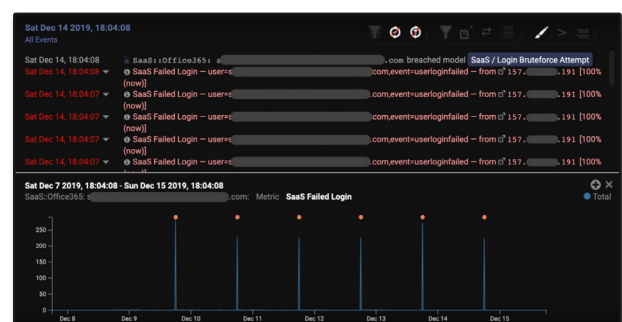 Sat Dec 14 2019, 18:04:08
All Events
Sat Dec 14, 18:04:08 SaaS::Office365: s .com breached model SaaS / Login Bruteforce Attempt
Sat Dec 14, 18:04:08 SaaS Failed Login — user=s com,event=userloginfailed — from 157. .191 [100%
(now)]
Sat Dec 14, 18:04:07 SaaS Failed Login — user=s com,event=userloginfailed — from 157. .191 [100%
(now)]
Sat Dec 14, 18:04:07 SaaS Failed Login — user=s .com,event=userloginfailed — from 157. .191 [100%
(now)]
Sat Dec 14, 18:04:07 SaaS Failed Login — user=s .com,event=userloginfailed — from 157. .191 [100%
(now)]
Sat Dec 14, 18:04:07 SaaS Failed Login — user=s com,event=userloginfailed — from 157. .191 [100%
Sat Dec 7 2019, 18:04:08 - Sun Dec 15 2019, 18:04:08
SaaS::Office365: s .com: Metric SaaS Failed Login
Total
250
200
150
100
50
0
Dec 8 Dec 9 Dec 10 Dec 11 Dec 12 Dec 13 Dec 14 Dec 15